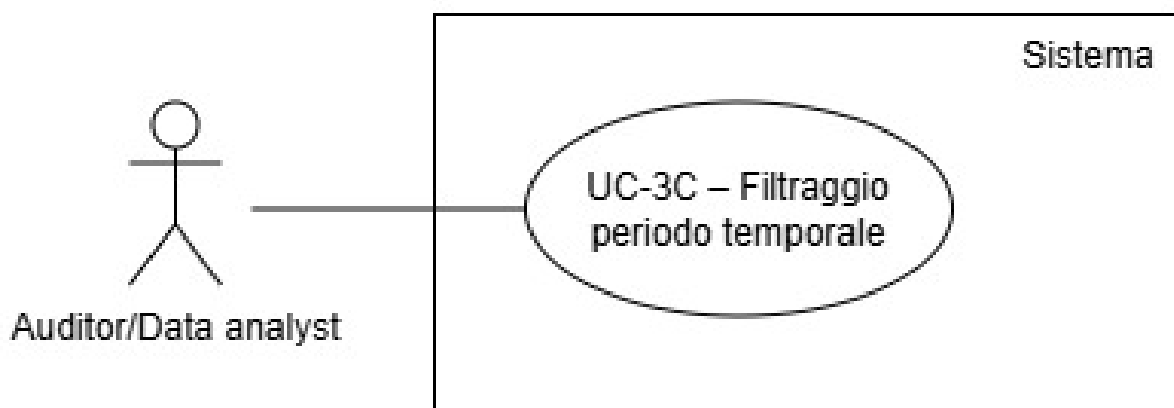 Sistema
UC-3C – Filtraggio
periodo temporale
Auditor/Data analyst